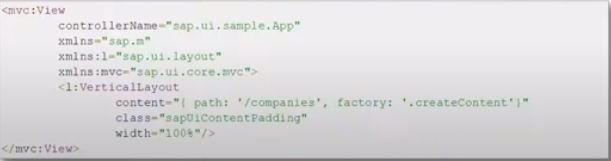 <mvc:View
controllerName="sap.ui.sample.App"
xmlns="sap.m"
xmlns:l="sap.ui.layout"
xmlns:mvc="sap.ui.core.mvc">
<l:VerticalLayout
content="{ path: '/companies', factory: '.createContent'}"
class="sapUiContentPadding"
width="100%"/>
</mvc:View>